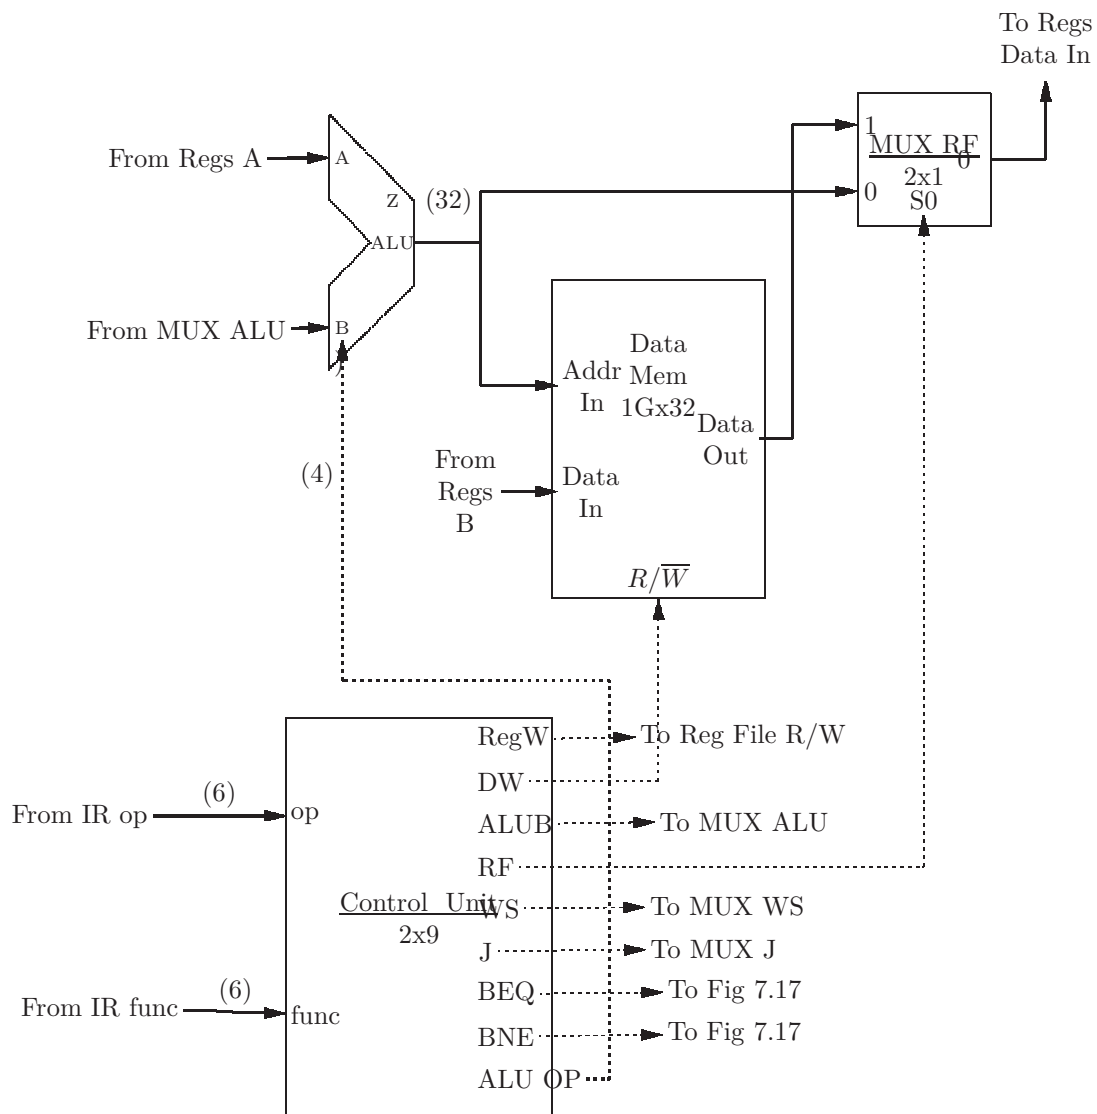 To Regs
Data In
1
MUX RF
0
2x1
0
S0
From Regs A
A
Z
(32)
ALU
From MUX ALU
B
Data
Mem
1Gx32
Addr
In
Data
Out
(4)
From
Regs
B
Data
In
R/W
RegW
To Reg File R/W
DW
(6)
From IR op
op
ALUB
To MUX ALU
RF
Control Unit
2x9
WS
To MUX WS
J
To MUX J
(6)
From IR func
func
BEQ
To Fig 7.17
BNE
To Fig 7.17
ALU OP